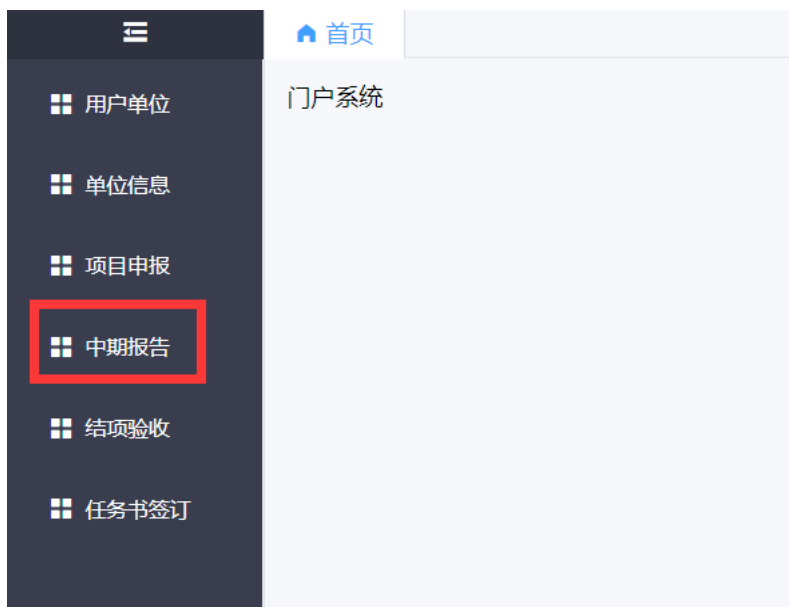 首页
门户系统
用户单位
单位信息
项目申报
中期报告
结项验收
任务书签订